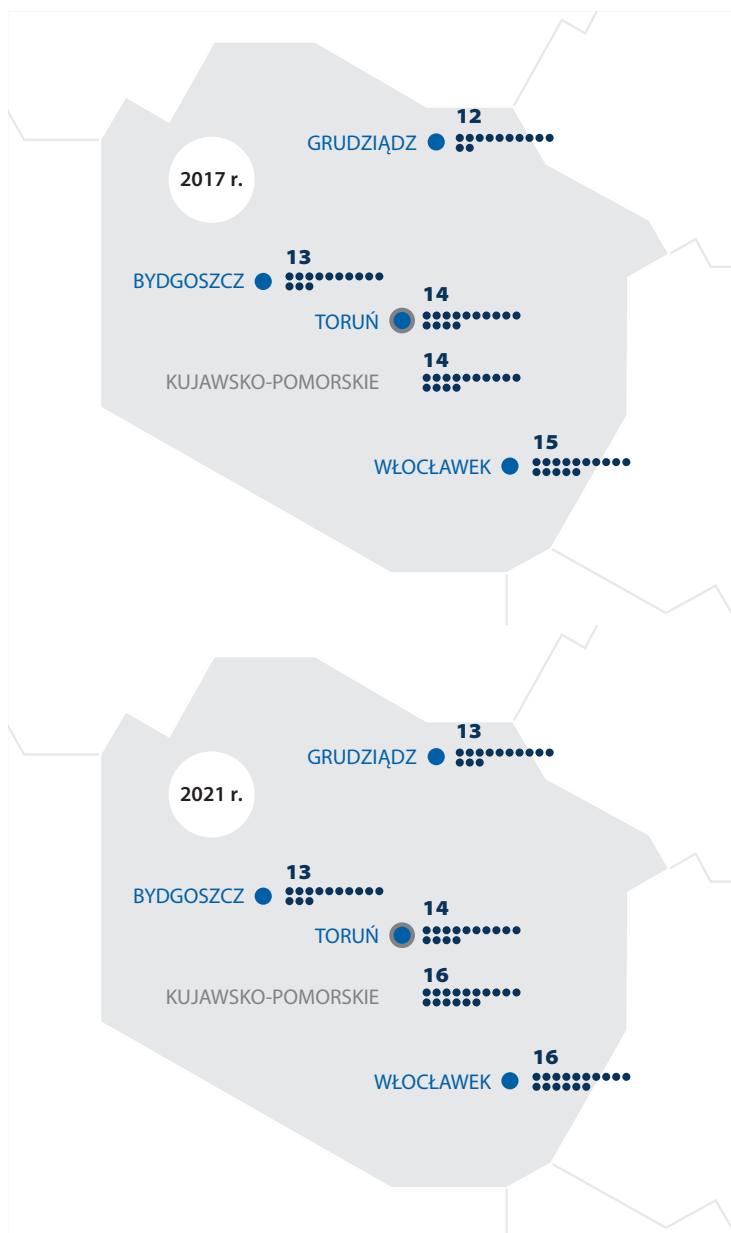 12
GRUDZIĄDZ
2017 r.
13
BYDGOSZCZ
14
TORUŃ
14
KUJAWSKO-POMORSKIE
15
WŁOCŁAWEK
13
GRUDZIĄDZ
2021 r.
13
BYDGOSZCZ
14
TORUŃ
16
KUJAWSKO-POMORSKIE
16
WŁOCŁAWEK